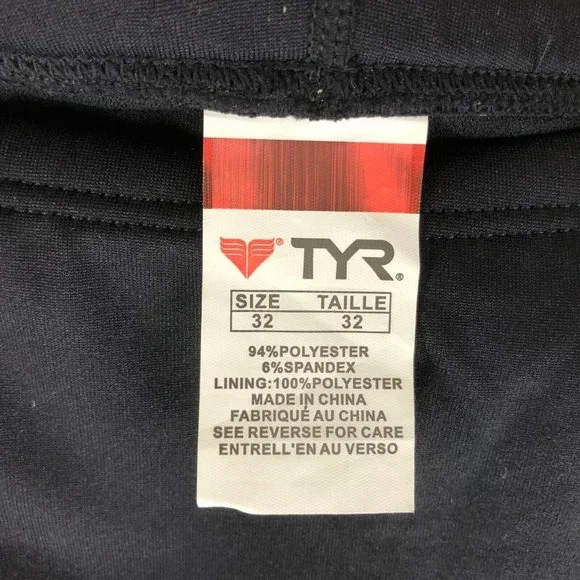 TYR®
SIZE TAILLE
32 32
94%POLYESTER
6%SPANDEX
LINING:100%POLYESTER
MADE IN CHINA
FABRIQUÉ AU CHINA
SEE REVERSE FOR CARE
ENTRELL'EN AU VERSO